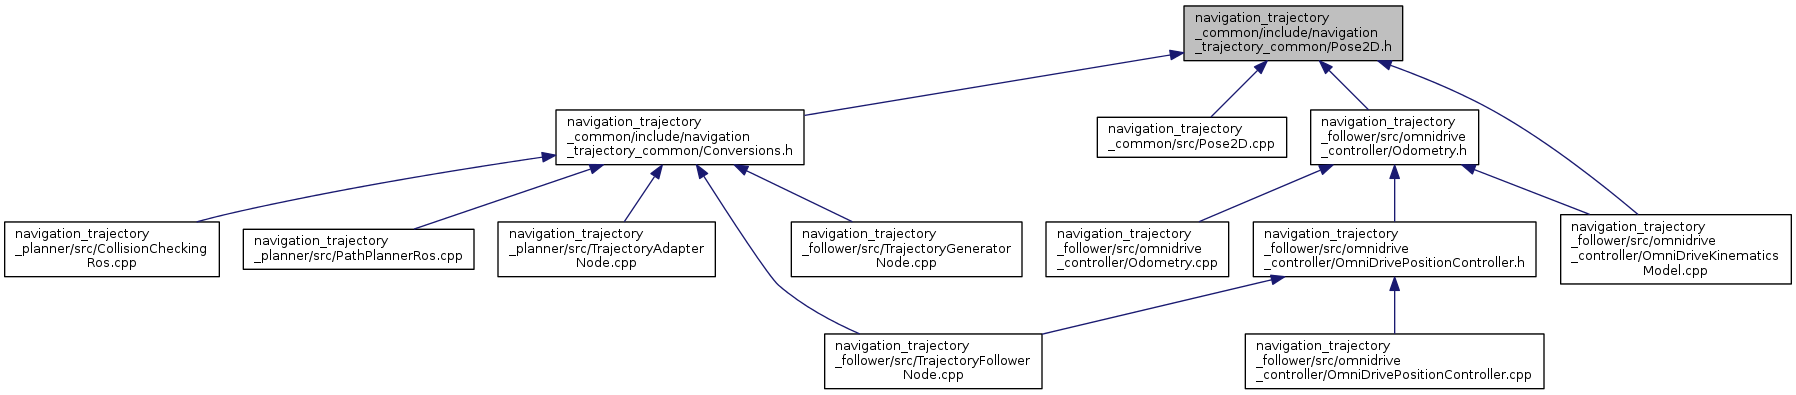 navigation_trajectory
_common/include/navigation
_trajectory_common/Pose2D.h
navigation_trajectory
_common/include/navigation
_trajectory_common/Conversions.h
navigation_trajectory
_common/src/Pose2D.cpp
navigation_trajectory
_follower/src/omnidrive
_controller/Odometry.h
navigation_trajectory
_planner/src/CollisionChecking
Ros.cpp
navigation_trajectory
_planner/src/PathPlannerRos.cpp
navigation_trajectory
_planner/src/TrajectoryAdapter
Node.cpp
navigation_trajectory
_follower/src/TrajectoryGenerator
Node.cpp
navigation_trajectory
_follower/src/omnidrive
_controller/Odometry.cpp
navigation_trajectory
_follower/src/omnidrive
_controller/OmniDrivePositionController.h
navigation_trajectory
_follower/src/omnidrive
_controller/OmniDriveKinematics
Model.cpp
navigation_trajectory
_follower/src/TrajectoryFollower
Node.cpp
navigation_trajectory
_follower/src/omnidrive
_controller/OmniDrivePositionController.cpp